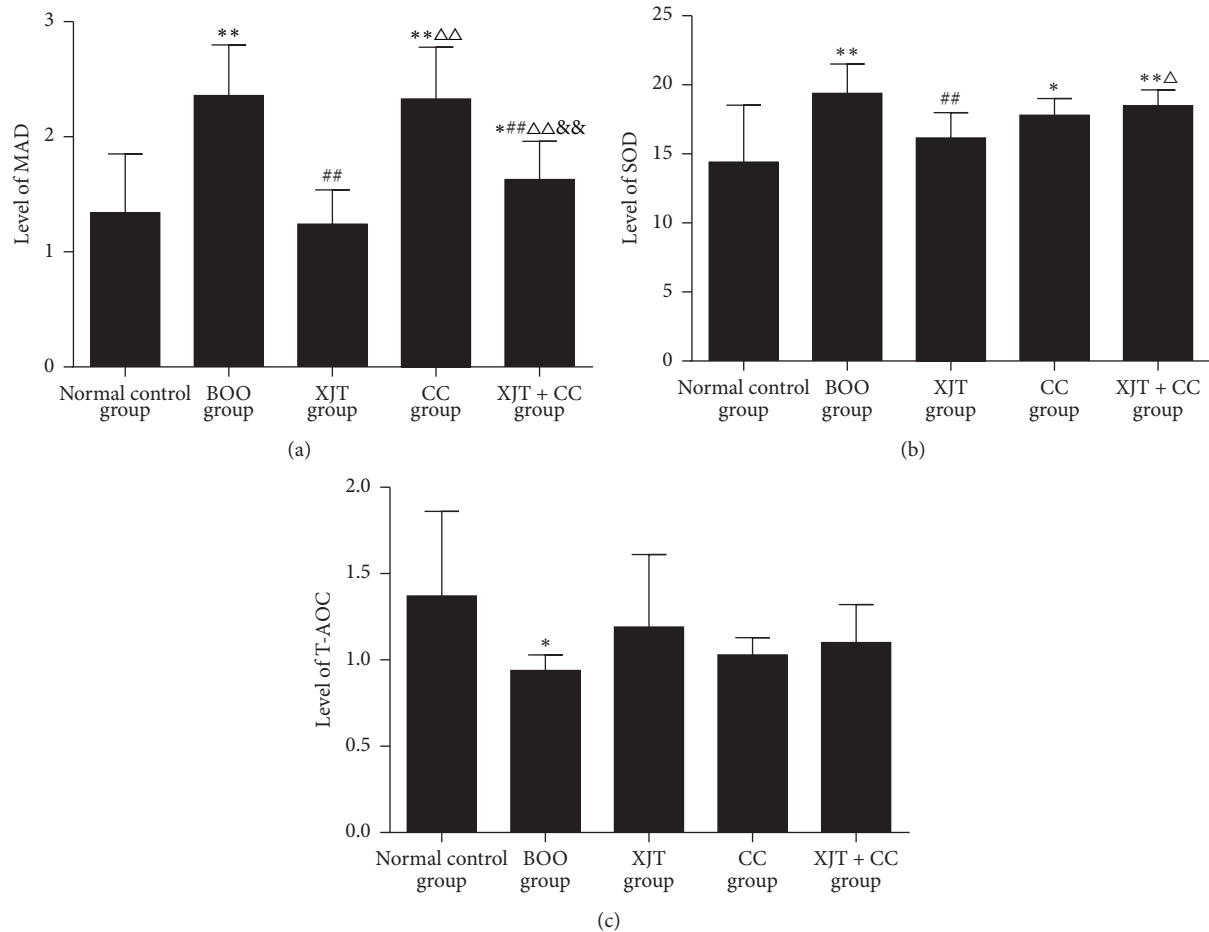 Level of MAD
3
2
1
0
**
##
**△△
*##△△&&
Normal control group
BOO group
XJT group
CC group
XJT + CC group
(a)
Level of SOD
25
20
15
10
5
0
**
##
*
**△
Normal control group
BOO group
XJT group
CC group
XJT + CC group
(b)
Level of T-AOC
2.0
1.5
1.0
0.5
0.0
*
Normal control group
BOO group
XJT group
CC group
XJT + CC group
(c)